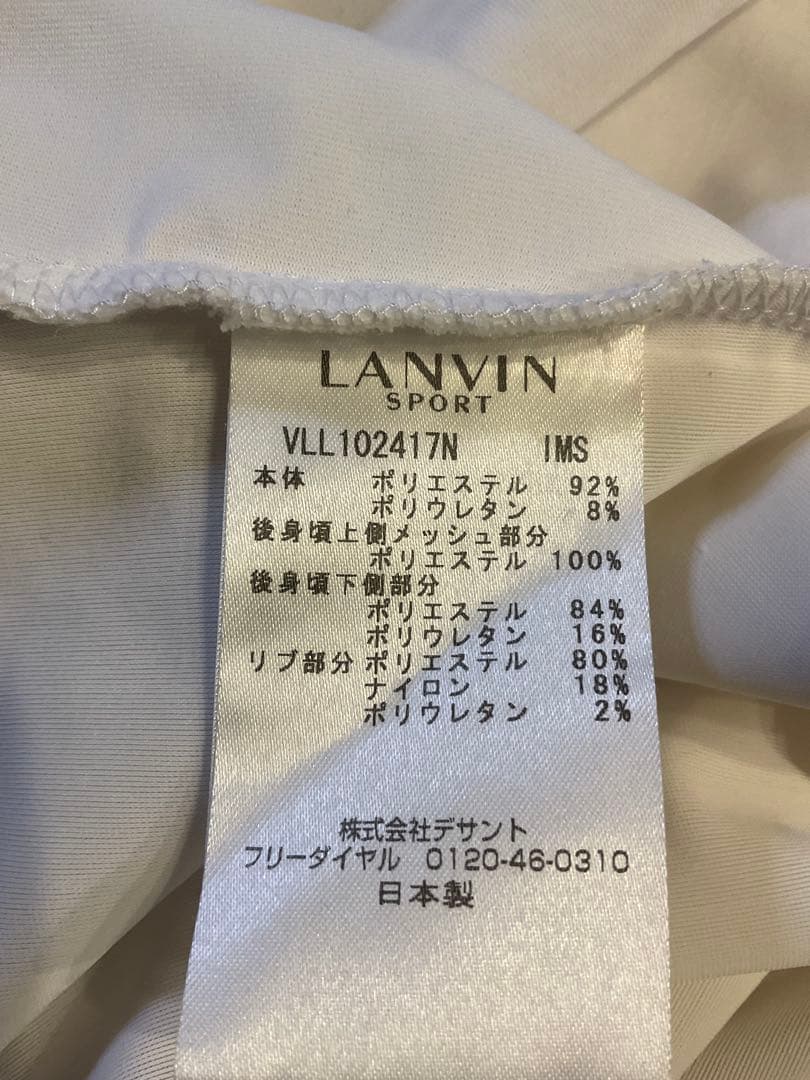 LANVIN
SPORT
VLL102417N IMS
本体 ポリエステル 92%
ポリウレタン 8%
後身頃上側メッシュ部分
ポリエステル 100%
後身頃下側部分
ポリエステル 84%
ポリウレタン 16%
リブ部分 ポリエステル 80%
ナイロン 18%
ポリウレタン 2%
株式会社デサント
フリーダイヤル 0120-46-0310
日本製